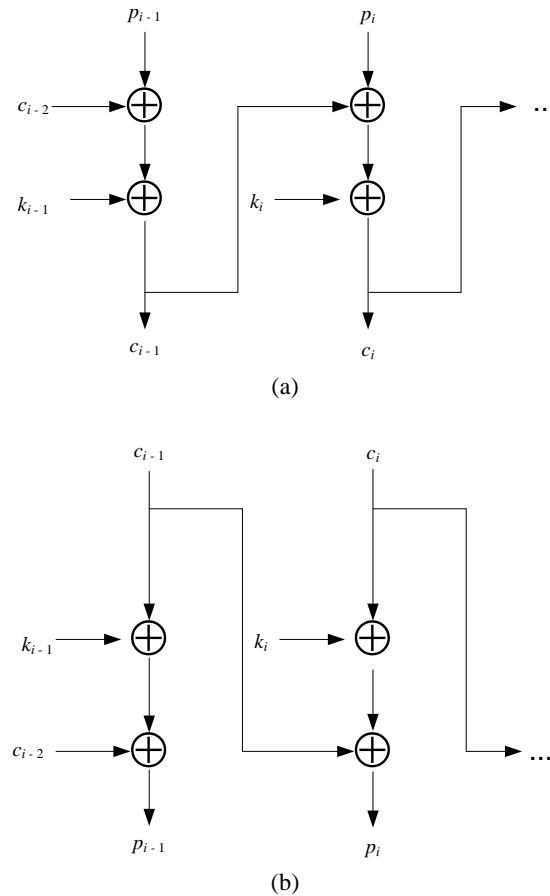 p_{i-1} p_i
c_{i-2} ...
k_{i-1} k_i
c_{i-1} c_i
(a)
c_{i-1} c_i
k_{i-1} k_i
c_{i-2} ...
p_{i-1} p_i
(b)